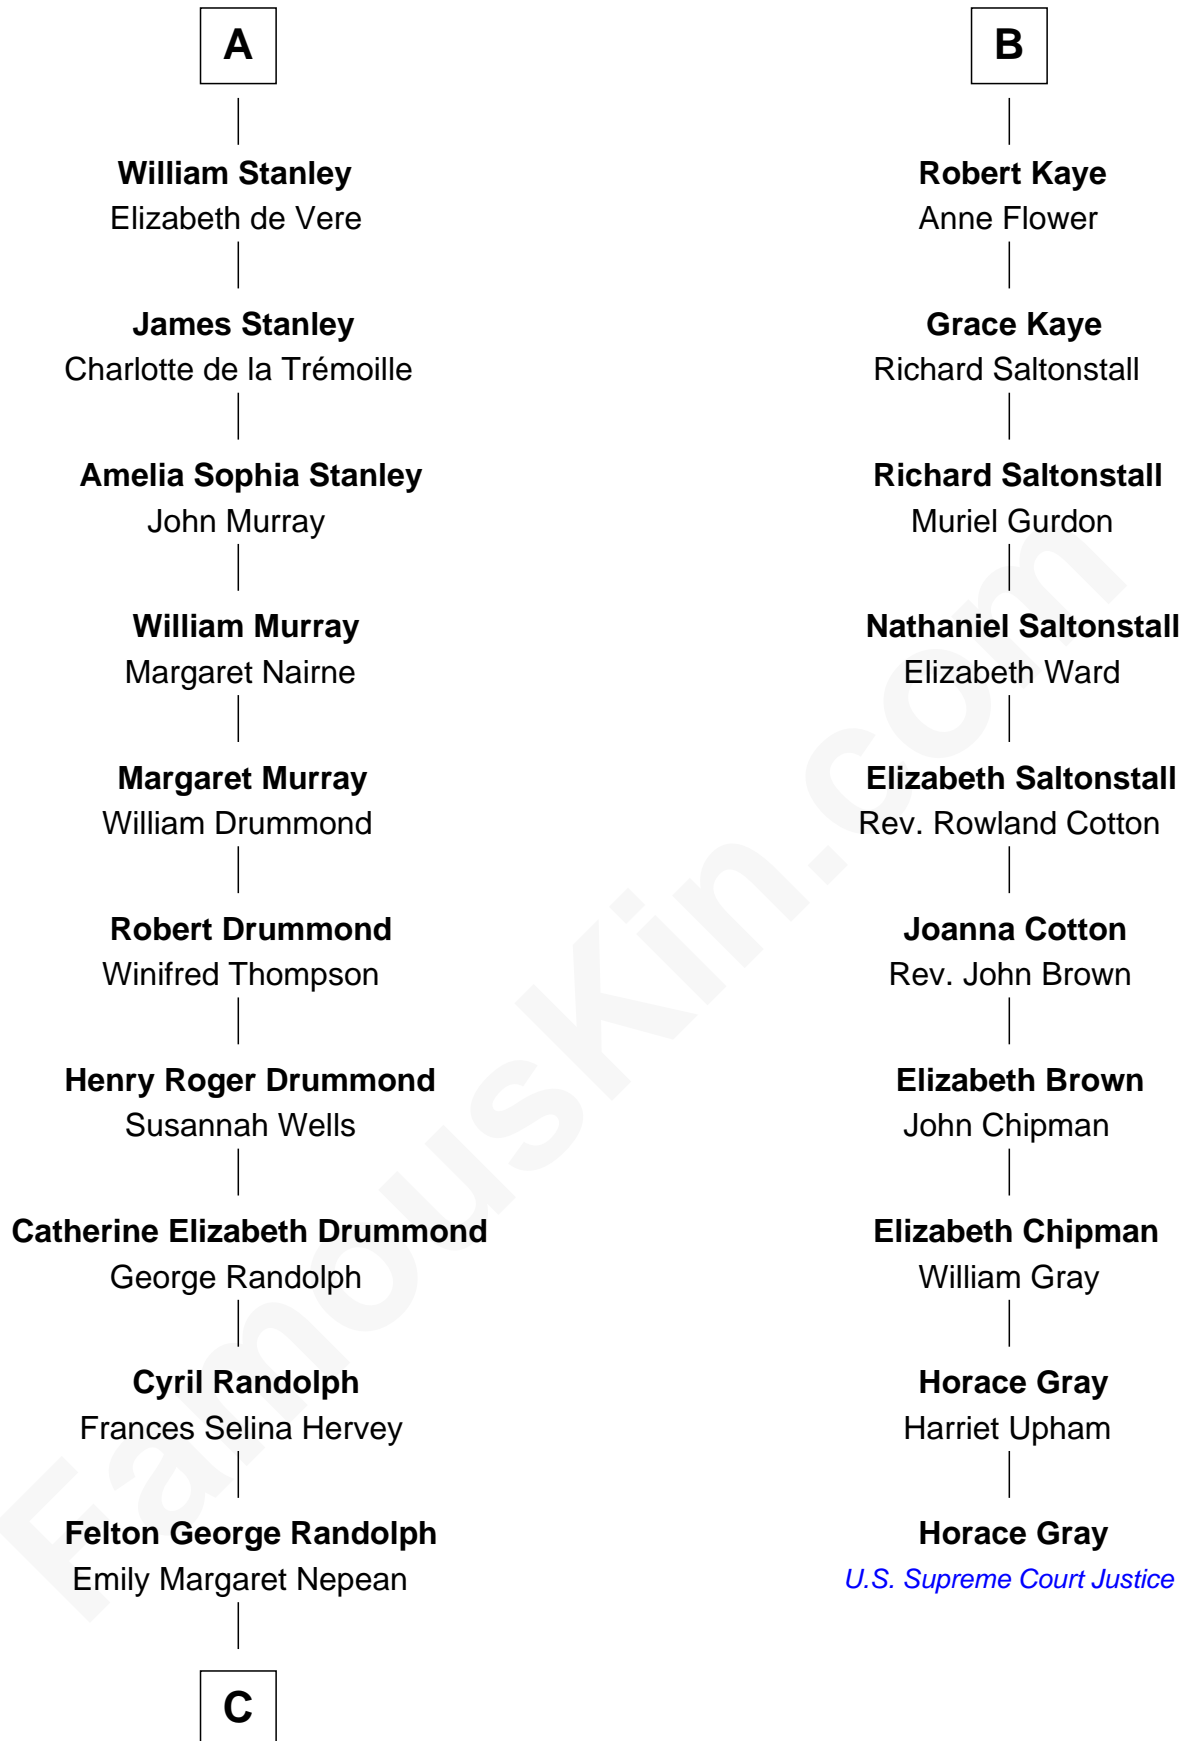 A
William Stanley
Elizabeth de Vere
James Stanley
Charlotte de la Trémoille
Amelia Sophia Stanley
John Murray
William Murray
Margaret Nairne
Margaret Murray
William Drummond
Robert Drummond
Winifred Thompson
Henry Roger Drummond
Susannah Wells
Catherine Elizabeth Drummond
George Randolph
Cyril Randolph
Frances Selina Hervey
Felton George Randolph
Emily Margaret Nepean
C
B
Robert Kaye
Anne Flower
Grace Kaye
Richard Saltonstall
Richard Saltonstall
Muriel Gurdon
Nathaniel Saltonstall
Elizabeth Ward
Elizabeth Saltonstall
Rev. Rowland Cotton
Joanna Cotton
Rev. John Brown
Elizabeth Brown
John Chipman
Elizabeth Chipman
William Gray
Horace Gray
Harriet Upham
Horace Gray
U.S. Supreme Court Justice
FamousKin.com